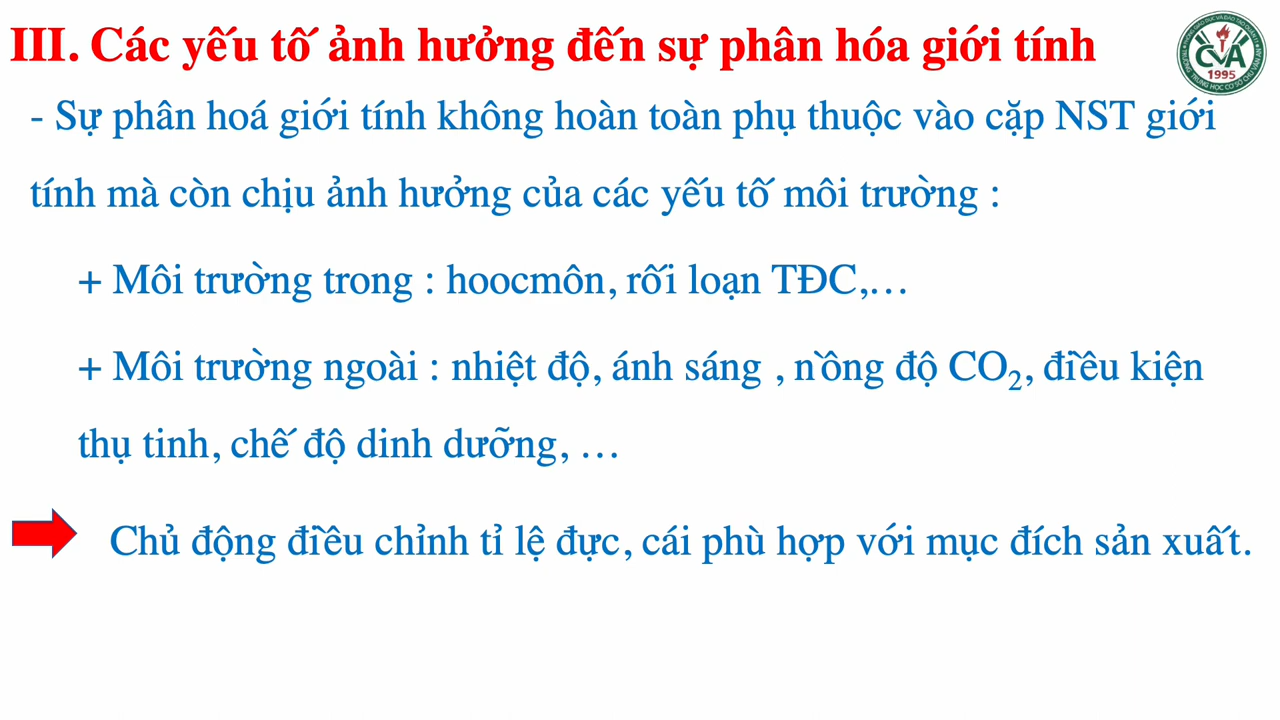 III. Các yếu tố ảnh hưởng đến sự phân hóa giới tính
CVA
1995
- Sự phân hoá giới tính không hoàn toàn phụ thuộc vào cặp NST giới
tính mà còn chịu ảnh hưởng của các yếu tố môi trường :
+ Môi trường trong : hoocmôn, rối loạn TĐC,…
+ Môi trường ngoài : nhiệt độ, ánh sáng , nồng độ CO₂, điều kiện
thụ tinh, chế độ dinh dưỡng, …
Chủ động điều chỉnh tỉ lệ đực, cái phù hợp với mục đích sản xuất.